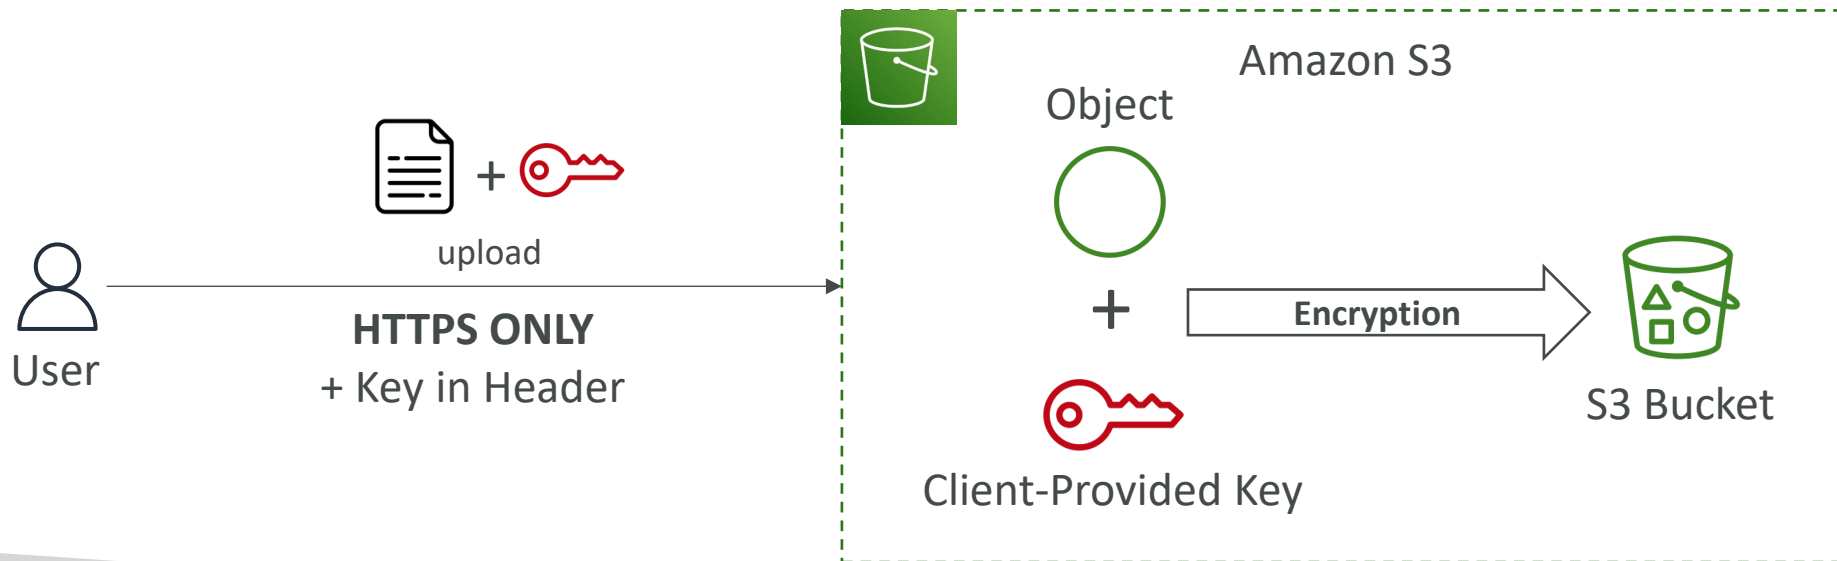 Amazon S3
Object
+
upload
HTTPS ONLY
+ Key in Header
User
+
Encryption
S3 Bucket
Client-Provided Key